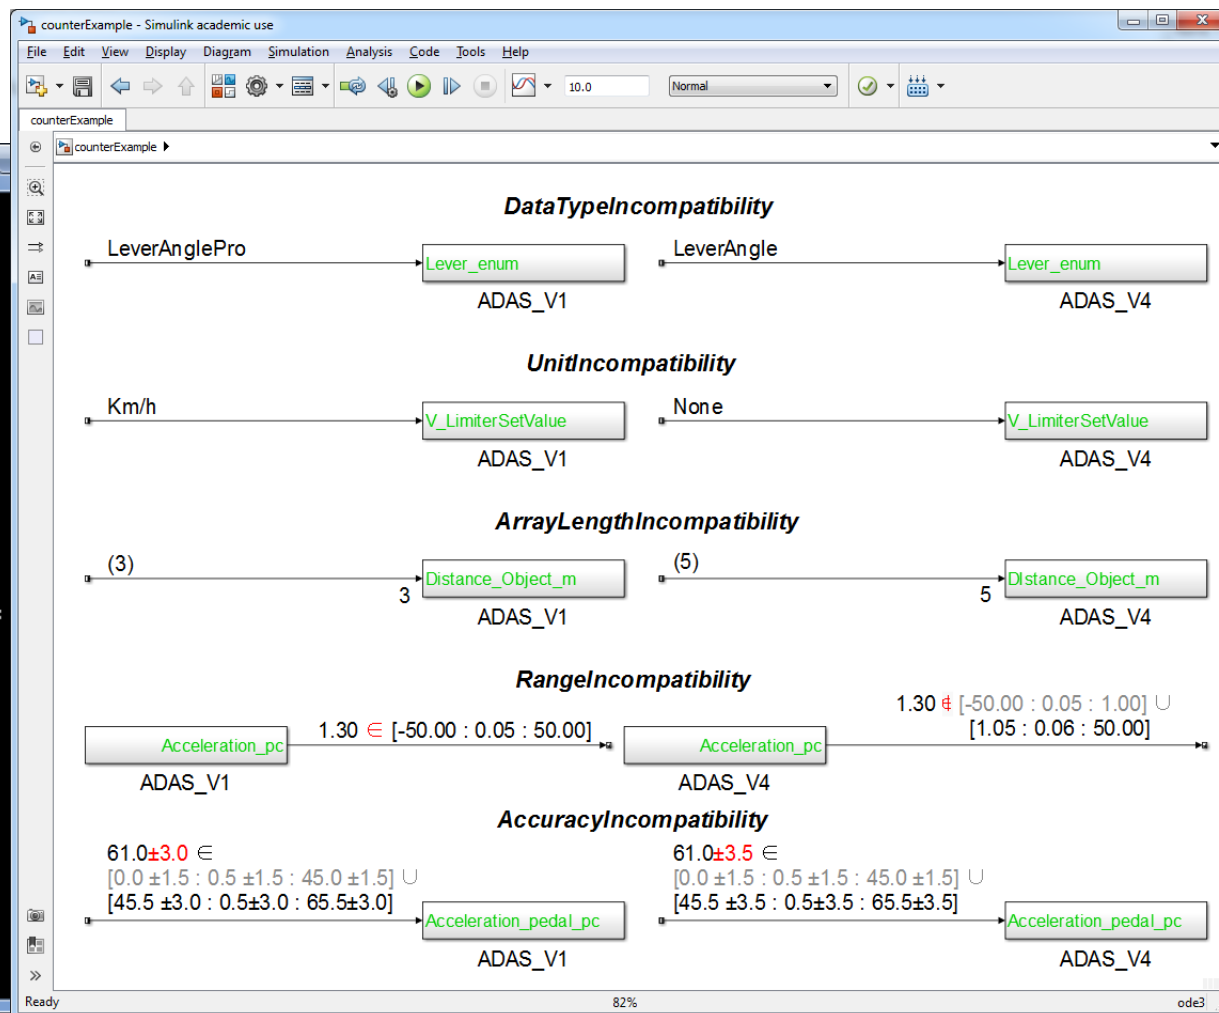 counterExample - Simulink academic use
File Edit View Display Diagram Simulation Analysis Code Tools Help
10.0 Normal
counterExample
counterExample
DataTypeIncompatibility
LeverAnglePro LeverAngle
Lever_enum Lever_enum
ADAS_V1 ADAS_V4
UnitIncompatibility
Km/h None
V_LimiterSetValue V_LimiterSetValue
ADAS_V1 ADAS_V4
ArrayLengthIncompatibility
(3) (5)
Distance_Object_m DIstance_Object_m
3 5
ADAS_V1 ADAS_V4
RangeIncompatibility
1.30 ∉ [-50.00 : 0.05 : 1.00] ∪
1.30 ∈ [-50.00 : 0.05 : 50.00] [1.05 : 0.06 : 50.00]
Acceleration_pc Acceleration_pc
ADAS_V1 ADAS_V4
AccuracyIncompatibility
61.0±3.0 ∈ 61.0±3.5 ∈
[0.0 ±1.5 : 0.5 ±1.5 : 45.0 ±1.5] ∪ [0.0 ±1.5 : 0.5 ±1.5 : 45.0 ±1.5] ∪
[45.5 ±3.0 : 0.5±3.0 : 65.5±3.0] [45.5 ±3.5 : 0.5±3.5 : 65.5±3.5]
Acceleration_pedal_pc Acceleration_pedal_pc
ADAS_V1 ADAS_V4
Ready 82% ode3